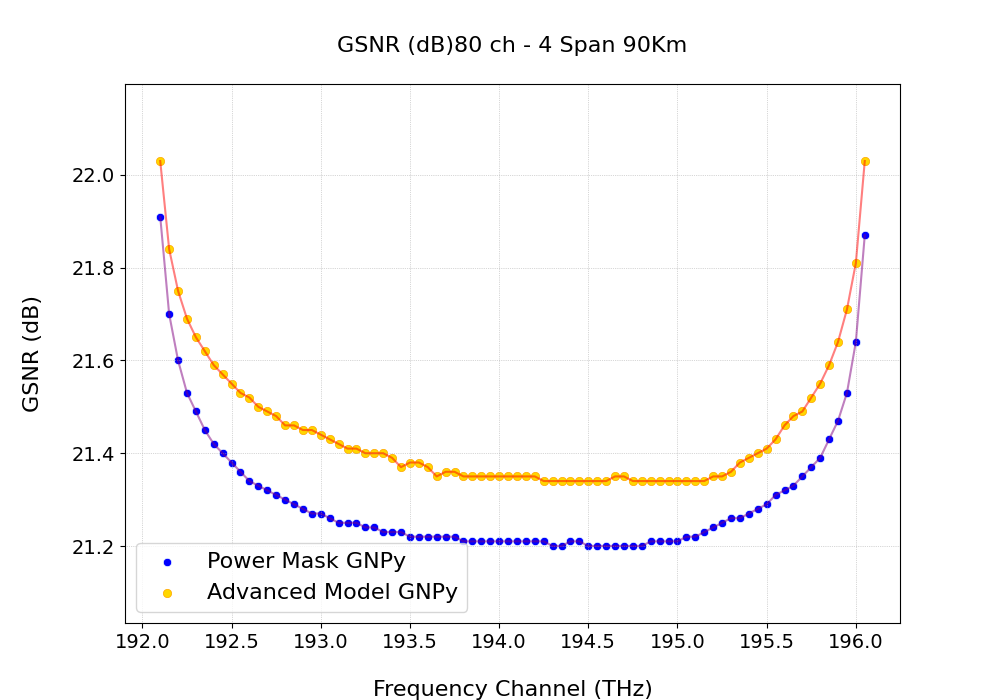 GSNR (dB)80 ch - 4 Span 90Km
GSNR (dB)
22.0
21.8
21.6
21.4
21.2
Power Mask GNPy
Advanced Model GNPy
192.0 192.5 193.0 193.5 194.0 194.5 195.0 195.5 196.0
Frequency Channel (THz)